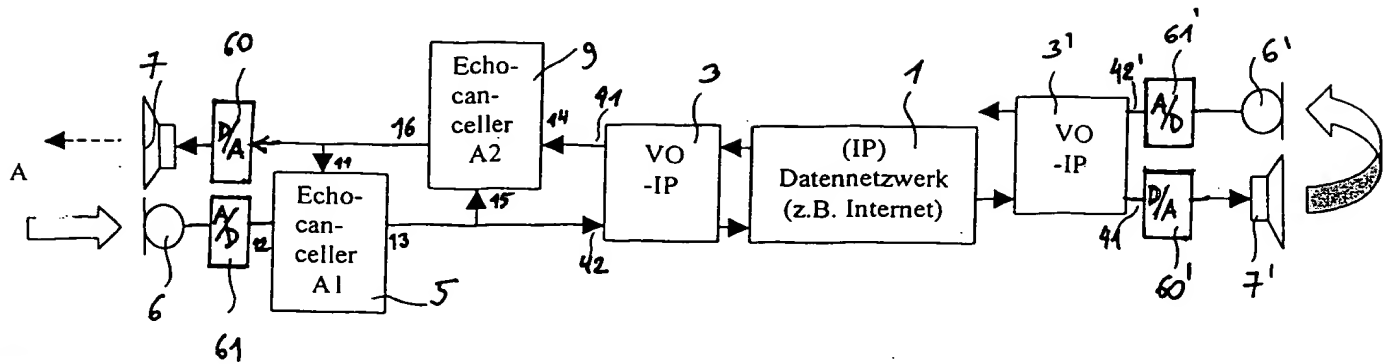 60
7
D/A
16
Echo-
can-
celler
A2
9
14
41
3
VO
-IP
1
(IP)
Datennetzwerk
(z.B. Internet)
3'
VO
-IP
42'
61'
A/D
6'
A
11
6
A/D
61
12
Echo-
can-
celler
A1
5
13
15
42
41
D/A
60'
7'